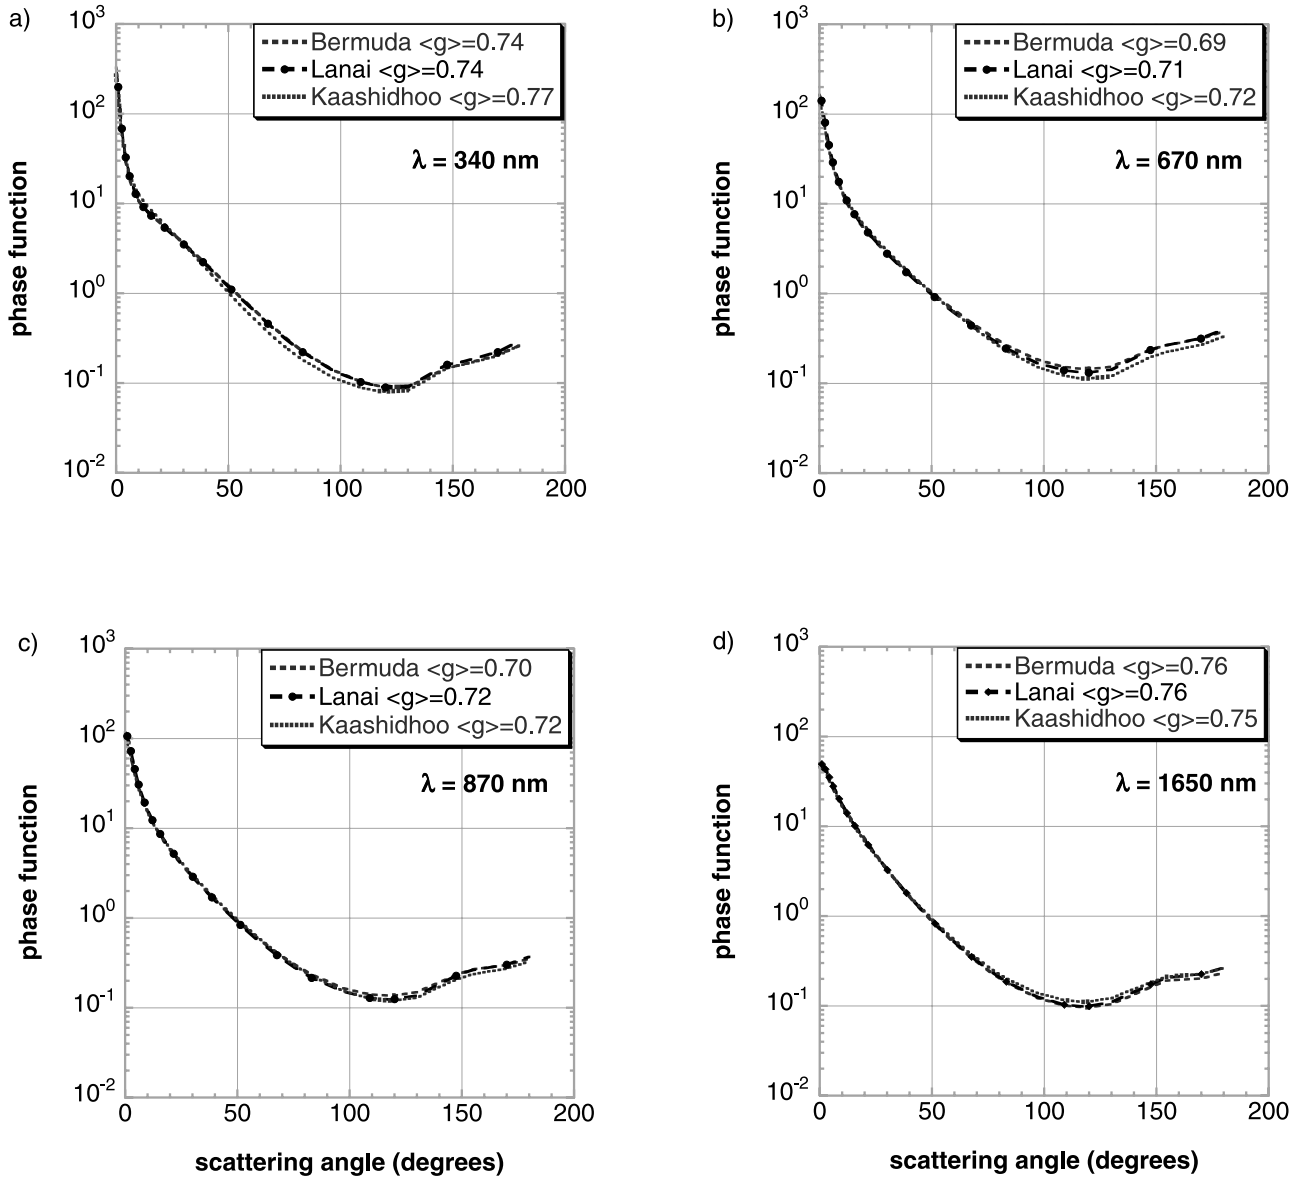 a)
10^3
10^2
10^1
10^0
10^-1
10^-2
phase function
Bermuda <g>=0.74
Lanai <g>=0.74
Kaashidhoo <g>=0.77
λ = 340 nm
0 50 100 150 200
b)
10^3
10^2
10^1
10^0
10^-1
10^-2
phase function
Bermuda <g>=0.69
Lanai <g>=0.71
Kaashidhoo <g>=0.72
λ = 670 nm
0 50 100 150 200
c)
10^3
10^2
10^1
10^0
10^-1
10^-2
phase function
Bermuda <g>=0.70
Lanai <g>=0.72
Kaashidhoo <g>=0.72
λ = 870 nm
0 50 100 150 200
scattering angle (degrees)
d)
10^3
10^2
10^1
10^0
10^-1
10^-2
phase function
Bermuda <g>=0.76
Lanai <g>=0.76
Kaashidhoo <g>=0.75
λ = 1650 nm
0 50 100 150 200
scattering angle (degrees)